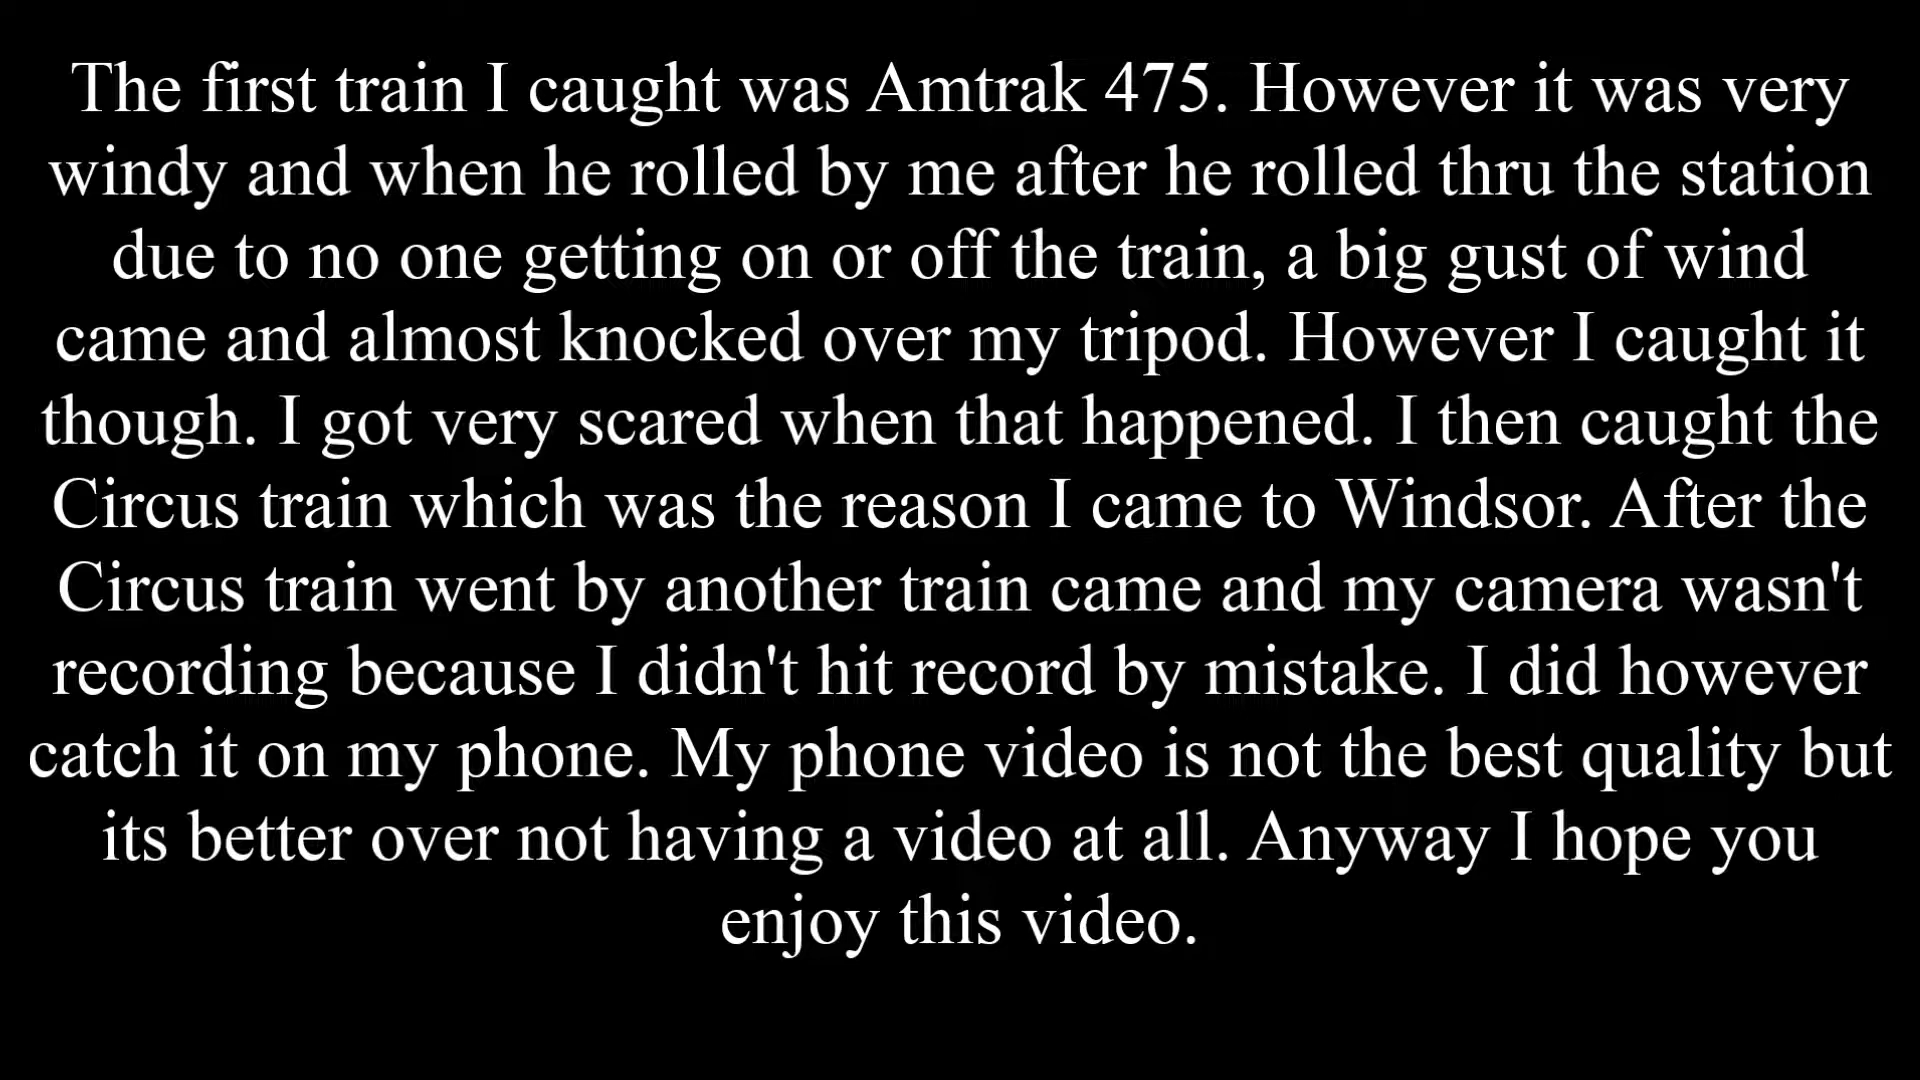 The first train I caught was Amtrak 475. However it was very
windy and when he rolled by me after he rolled thru the station
due to no one getting on or off the train, a big gust of wind
came and almost knocked over my tripod. However I caught it
though. I got very scared when that happened. I then caught the
Circus train which was the reason I came to Windsor. After the
Circus train went by another train came and my camera wasn't
recording because I didn't hit record by mistake. I did however
catch it on my phone. My phone video is not the best quality but
its better over not having a video at all. Anyway I hope you
enjoy this video.